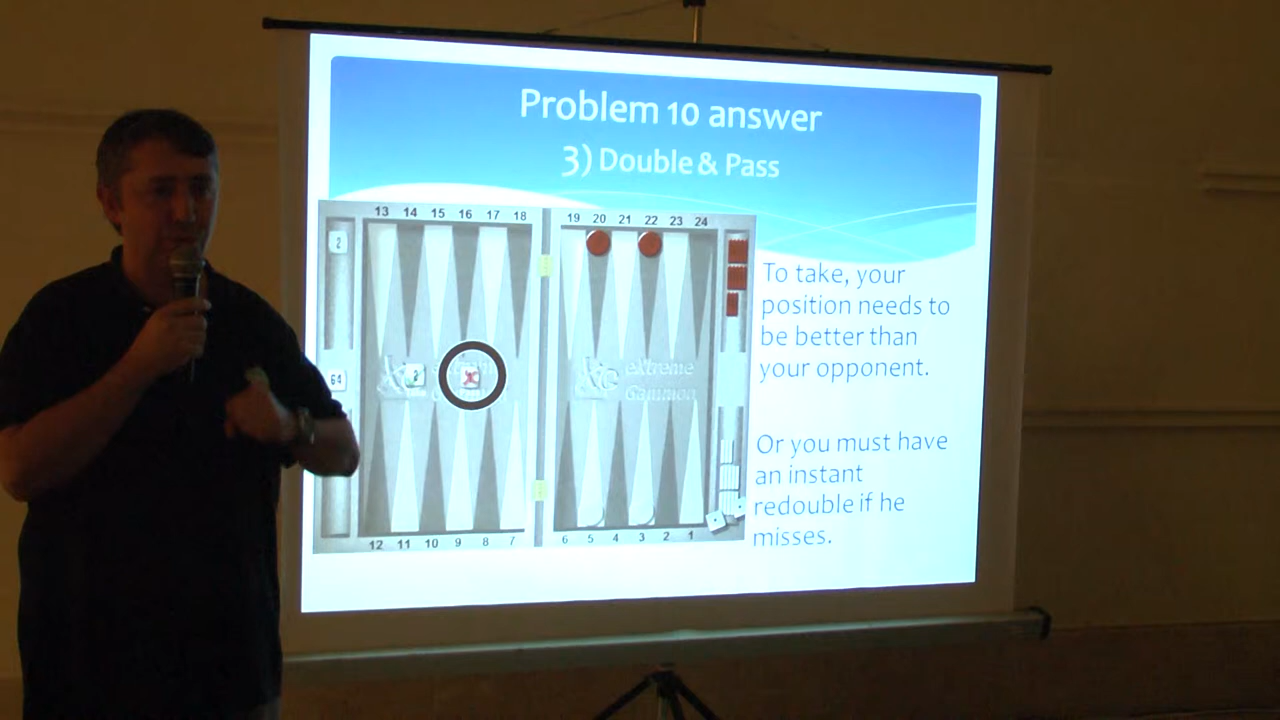 Problem 10 answer
3) Double & Pass
13 14 15 16 17 18 19 20 21 22 23 24
2
To take, your
position needs to
be better than
your opponent.
64
eXtreme
Gammon
Or you must have
an instant
redouble if he
misses.
12 11 10 9 8 7 6 5 4 3 2 1